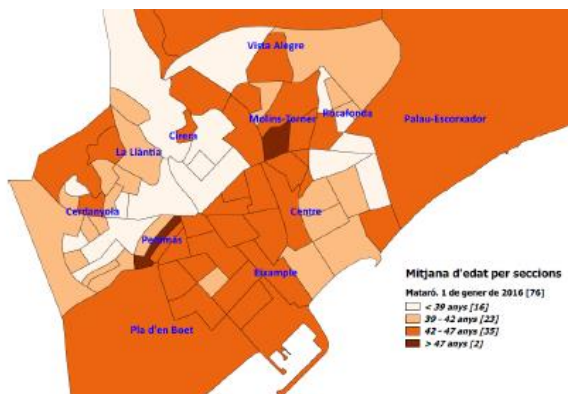 Vista Alegre
Molins-Torner
Rocafonda
Palau-Escorxador
Cirera
La Llàntia
Cerdanyola
Centre
Peramàs
Eixample
Pla d'en Boet
Mitjana d'edat per seccions
Mataró. 1 de gener de 2016 [76]
< 39 anys [16]
39 - 42 anys [23]
42 - 47 anys [35]
> 47 anys [2]